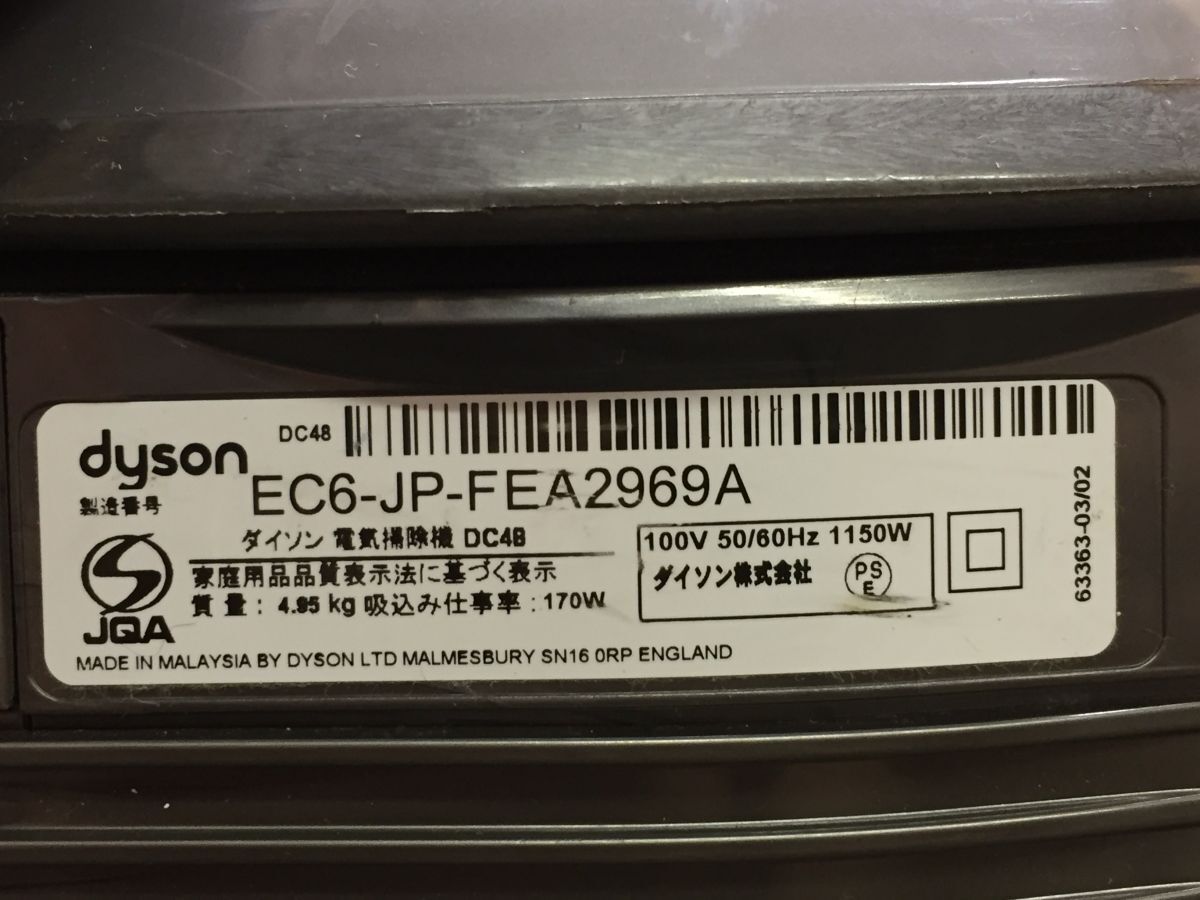 dyson
DC48
製造番号
EC6-JP-FEA2969A
ダイソン 電気掃除機 DC48
家庭用品品質表示法に基づく表示
質量: 4.95 kg 吸込み仕事率:170W
JQA
100V 50/60Hz 1150W
ダイソン株式会社
PS
E
63363-03/02
MADE IN MALAYSIA BY DYSON LTD MALMESBURY SN16 0RP ENGLAND